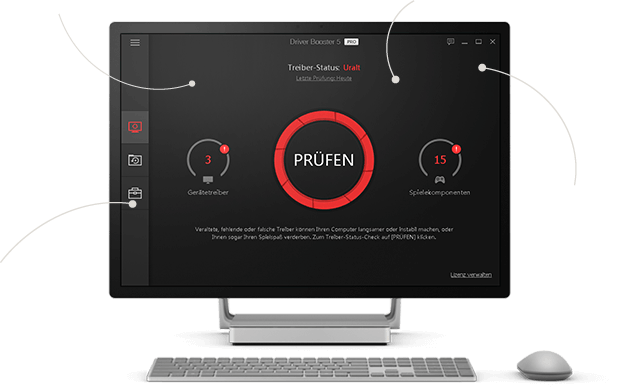 Driver Booster 5 PRO
Treiber-Status: Uralt
Letzte Prüfung: Heute
PRÜFEN
3
15
Gerätetreiber
Spielekomponenten
Veraltete, fehlende oder falsche Treiber können Ihren Computer langsamer oder instabil machen, oder
Ihnen sogar Ihren Spielspaß verderben. Zum Treiber-Status-Check auf [PRÜFEN] klicken.
Lizenz verwalten